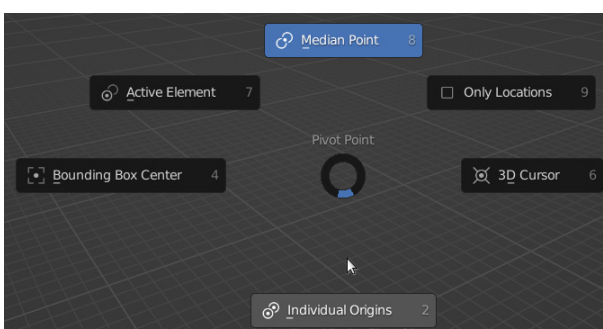 Median Point 8
Active Element 7
Only Locations 9
Pivot Point
Bounding Box Center 4
3D Cursor 6
Individual Origins 2